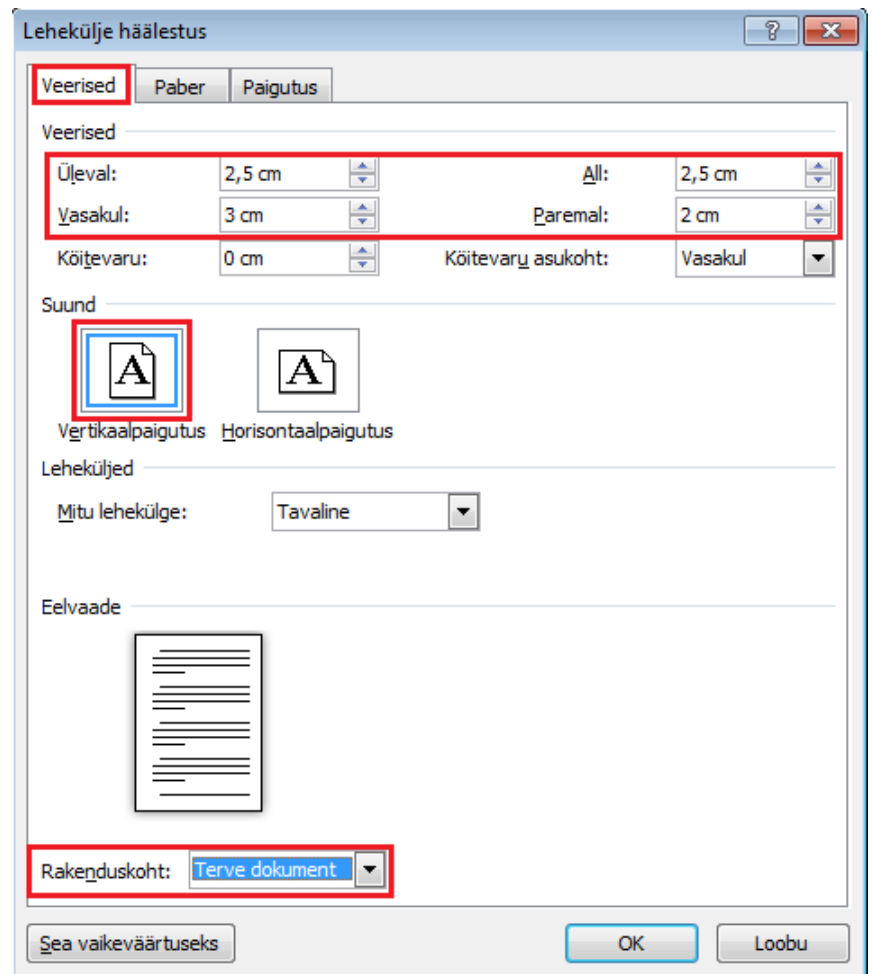 Lehekülje häälestus
Veerised Paber Paigutus
Veerised
Üleval: 2,5 cm All: 2,5 cm
Vasakul: 3 cm Paremal: 2 cm
Köitevaru: 0 cm Köitevaru asukoht: Vasakul
Suund
A A
Vertikaalpaigutus Horisontaalpaigutus
Leheküljed
Mitu lehekülge: Tavaline
Eelvaade
Rakenduskoht: Terve dokument
Sea vaikeväärtuseks OK Loobu